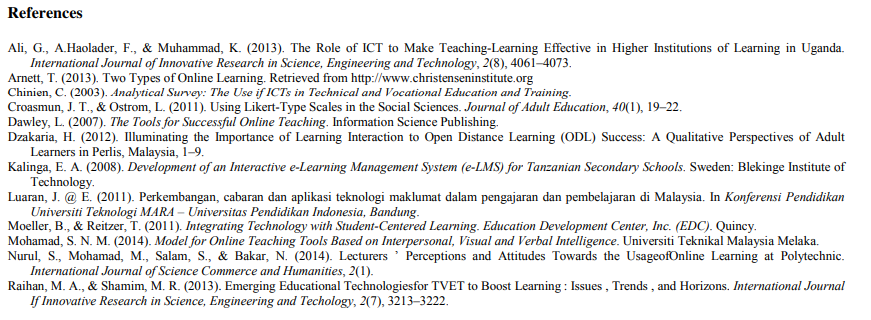 References
Ali, G., A.Haolader, F., & Muhammad, K. (2013). The Role of ICT to Make Teaching-Learning Effective in Higher Institutions of Learning in Uganda.
International Journal of Innovative Research in Science, Engineering and Technology, 2(8), 4061–4073.
Arnett, T. (2013). Two Types of Online Learning. Retrieved from http://www.christenseninstitute.org
Chinien, C. (2003). Analytical Survey: The Use if ICTs in Technical and Vocational Education and Training.
Croasmun, J. T., & Ostrom, L. (2011). Using Likert-Type Scales in the Social Sciences. Journal of Adult Education, 40(1), 19–22.
Dawley, L. (2007). The Tools for Successful Online Teaching. Information Science Publishing.
Dzakaria, H. (2012). Illuminating the Importance of Learning Interaction to Open Distance Learning (ODL) Success: A Qualitative Perspectives of Adult
Learners in Perlis, Malaysia, 1–9.
Kalinga, E. A. (2008). Development of an Interactive e-Learning Management System (e-LMS) for Tanzanian Secondary Schools. Sweden: Blekinge Institute of
Technology.
Luaran, J. @ E. (2011). Perkembangan, cabaran dan aplikasi teknologi maklumat dalam pengajaran dan pembelajaran di Malaysia. In Konferensi Pendidikan
Universiti Teknologi MARA – Universitas Pendidikan Indonesia, Bandung.
Moeller, B., & Reitzer, T. (2011). Integrating Technology with Student-Centered Learning. Education Development Center, Inc. (EDC). Quincy.
Mohamad, S. N. M. (2014). Model for Online Teaching Tools Based on Interpersonal, Visual and Verbal Intelligence. Universiti Teknikal Malaysia Melaka.
Nurul, S., Mohamad, M., Salam, S., & Bakar, N. (2014). Lecturers ' Perceptions and Attitudes Towards the UsageofOnline Learning at Polytechnic.
International Journal of Science Commerce and Humanities, 2(1).
Raihan, M. A., & Shamim, M. R. (2013). Emerging Educational Technologiesfor TVET to Boost Learning : Issues , Trends , and Horizons. International Journal
If Innovative Research in Science, Engineering and Techology, 2(7), 3213–3222.